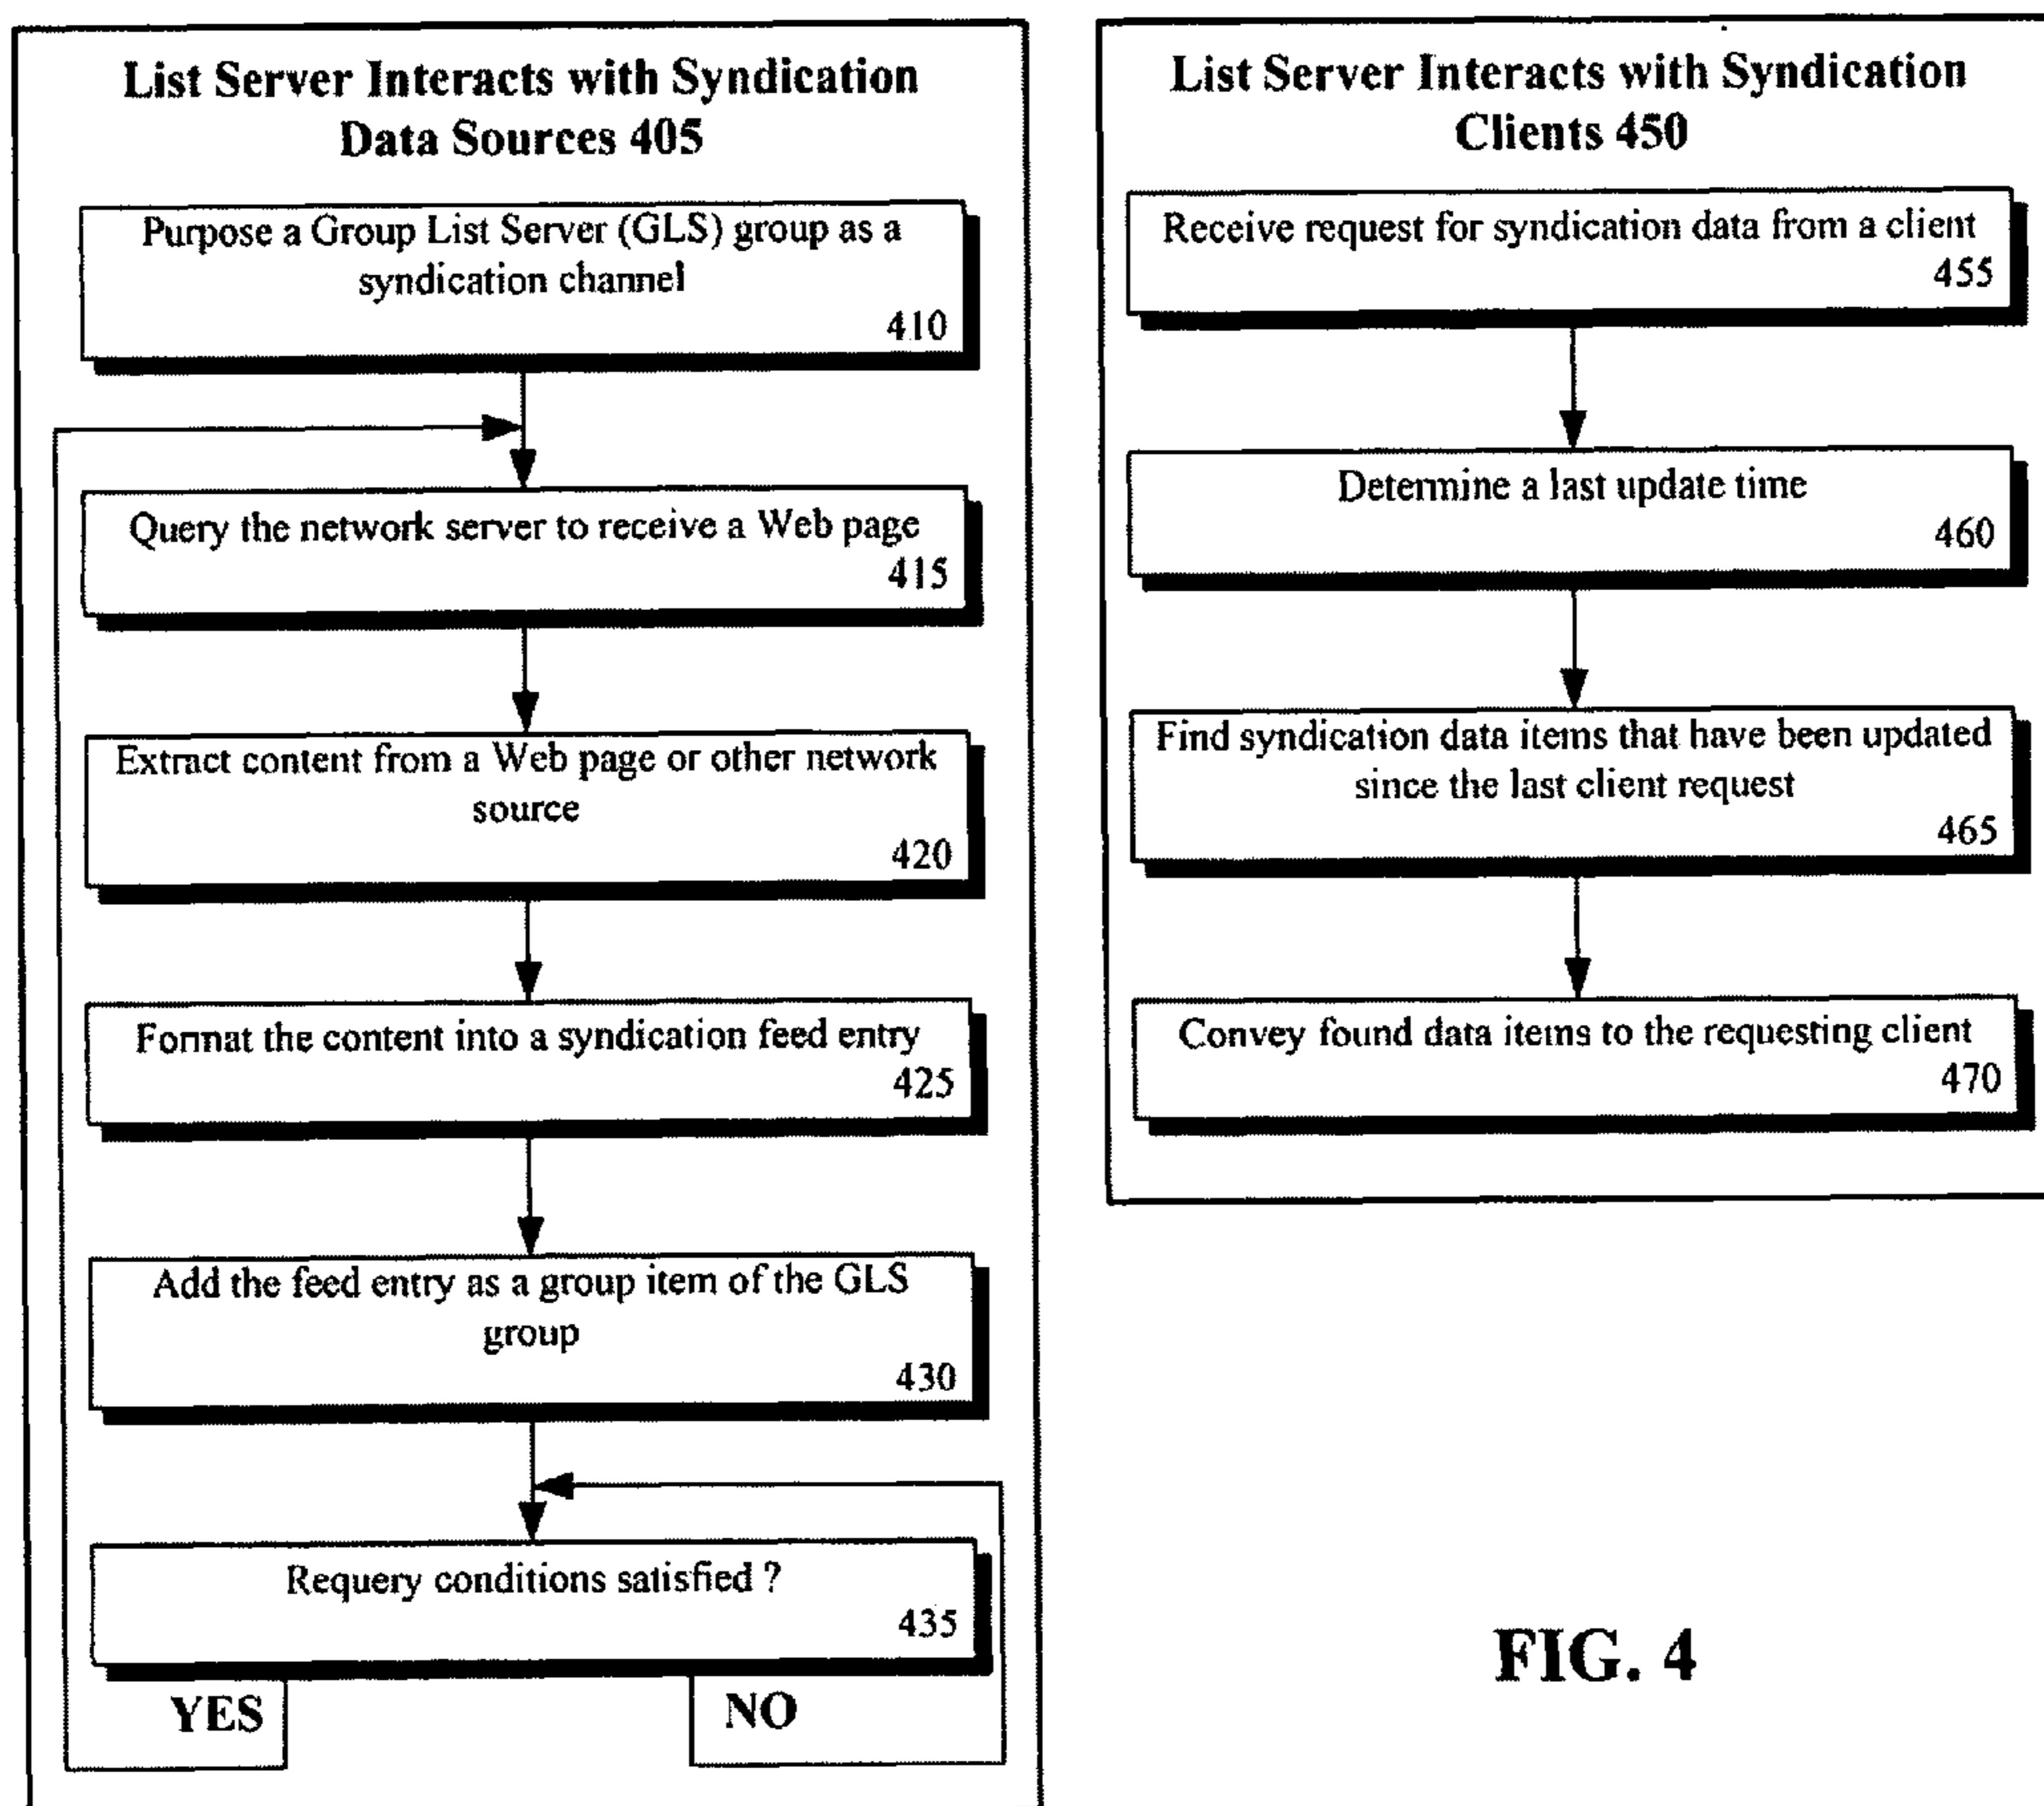 List Server Interacts with Syndication
Data Sources 405
Purpose a Group List Server (GLS) group as a
syndication channel
410
Query the network server to receive a Web page
415
Extract content from a Web page or other network
source
420
Format the content into a syndication feed entry
425
Add the feed entry as a group item of the GLS
group
430
Requery conditions satisfied ?
435
YES
NO
List Server Interacts with Syndication
Clients 450
Receive request for syndication data from a client
455
Determine a last update time
460
Find syndication data items that have been updated
since the last client request
465
Convey found data items to the requesting client
470
FIG. 4